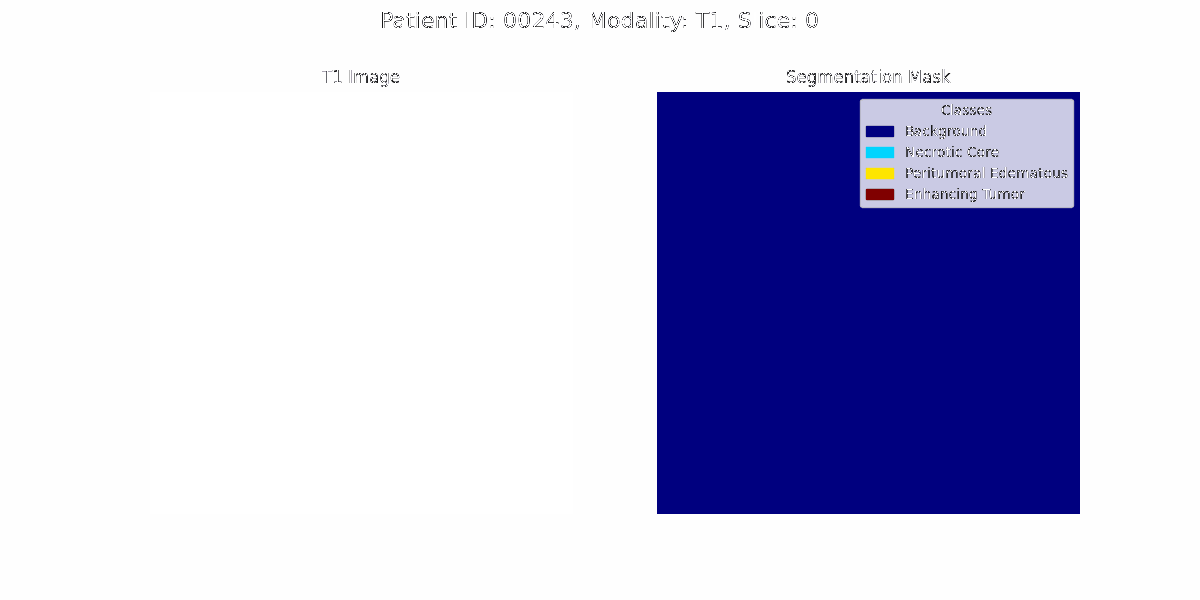 Patient ID: 00243, Modality: T1, Slice: 0
T1 Image
Segmentation Mask
Classes
Background
Necrotic Core
Peritumoral Edematous
Enhancing Tumor